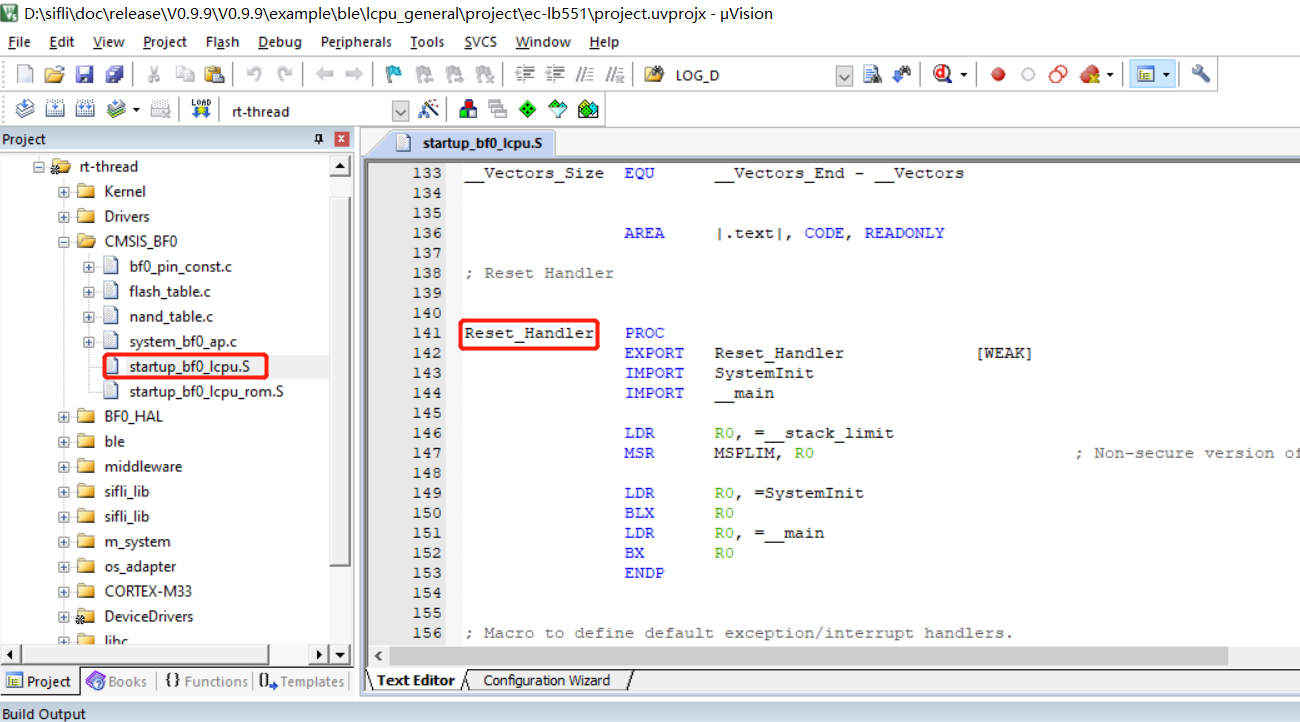 D:\sifli\doc\release\V0.9.9\V0.9.9\example\ble\lcpu_general\project\ec-lb551\project.uvprojx - µVision
File Edit View Project Flash Debug Peripherals Tools SVCS Window Help
LOG_D
LOAD rt-thread
Project
startup_bf0_lcpu.S
rt-thread
Kernel
Drivers
CMSIS_BF0
bf0_pin_const.c
flash_table.c
nand_table.c
system_bf0_ap.c
startup_bf0_lcpu.S
startup_bf0_lcpu_rom.S
BF0_HAL
ble
middleware
sifli_lib
sifli_lib
m_system
os_adapter
CORTEX-M33
DeviceDrivers
libc
133 __Vectors_Size EQU __Vectors_End - __Vectors
134
135
136 AREA |.text|, CODE, READONLY
137
138 ; Reset Handler
139
140
141 Reset_Handler PROC
142 EXPORT Reset_Handler [WEAK]
143 IMPORT SystemInit
144 IMPORT __main
145
146 LDR R0, =__stack_limit
147 MSR MSPLIM, R0 ; Non-secure version of
148
149 LDR R0, =SystemInit
150 BLX R0
151 LDR R0, =__main
152 BX R0
153 ENDP
154
155
156 ; Macro to define default exception/interrupt handlers.
Project Books {} Functions 0 Templates
Text Editor Configuration Wizard
Build Output